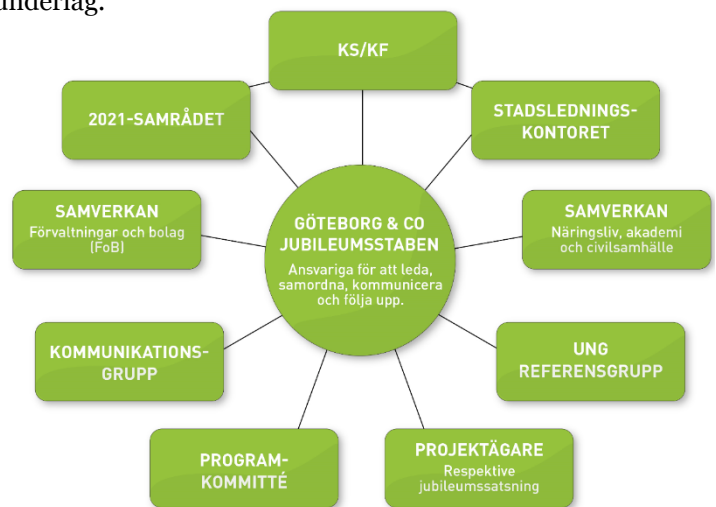 underlag.
KS/KF
2021-SAMRÅDET
STADSLEDNINGS-
KONTORET
SAMVERKAN
Förvaltningar och bolag
(FoB)
GÖTEBORG & CO
JUBILEUMSSTABEN
Ansvariga för att leda,
samordna, kommunicera
och följa upp.
SAMVERKAN
Näringsliv, akademi
och civilsamhälle
KOMMUNIKATIONS-
GRUPP
UNG
REFERENSGRUPP
PROGRAM-
KOMMITTÉ
PROJEKTÄGARE
Respektive
jubileumssatsning